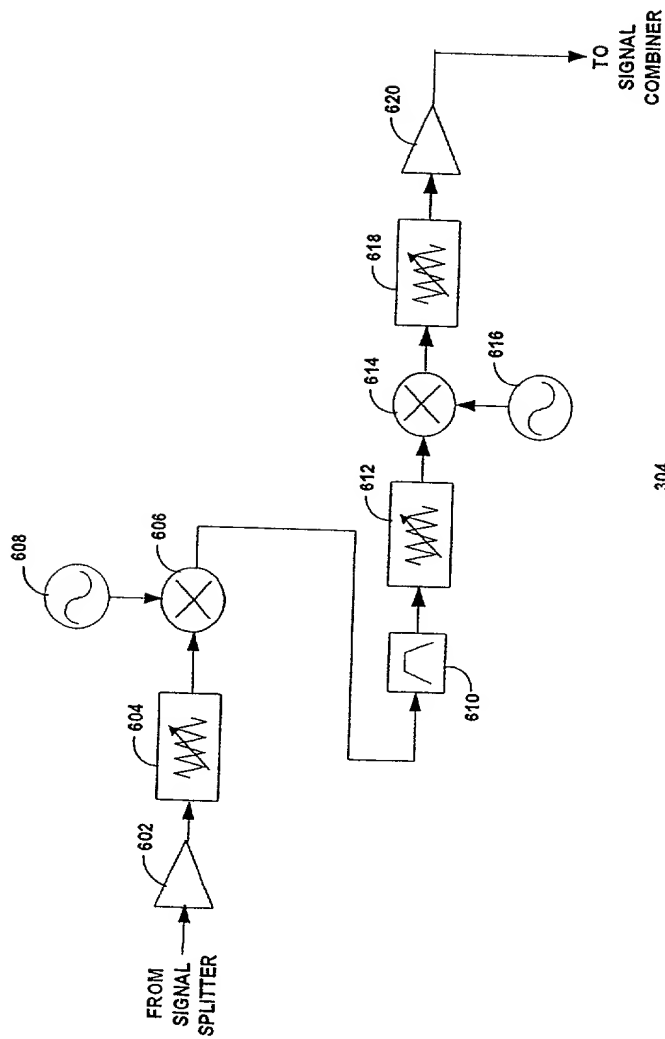 FROM
SIGNAL
SPLITTER
602
604
606
608
610
612
614
616
618
620
TO
SIGNAL
COMBINER
304